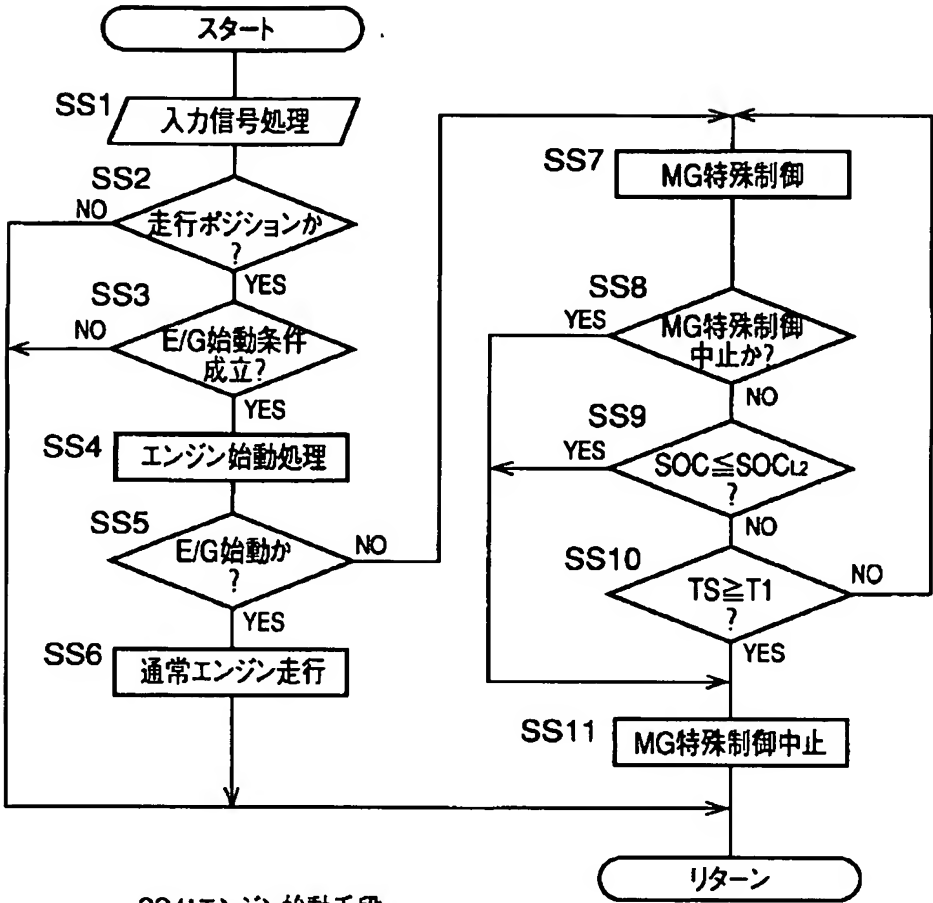 スタート
SS1
入力信号処理
SS2
NO
走行ポジションか
?
YES
SS3
NO
E/G始動条件
成立?
YES
SS4
エンジン始動処理
SS5
E/G始動か
?
NO
YES
SS6
通常エンジン走行
SS7
MG特殊制御
SS8
YES
MG特殊制御
中止か?
NO
SS9
YES
SOC≦SOCL2
?
NO
SS10
TS≧T1
?
NO
YES
SS11
MG特殊制御中止
リターン